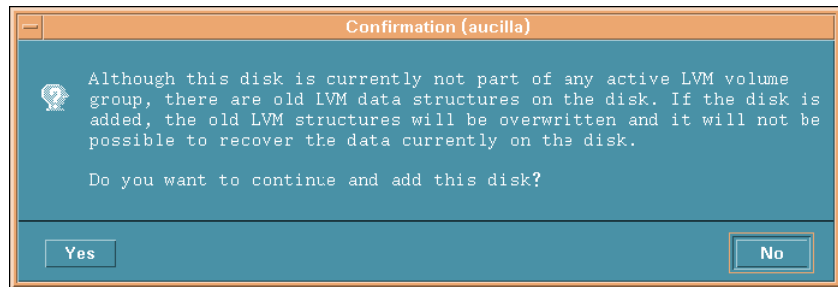 Confirmation (aucilla)
Although this disk is currently not part of any active LVM volume
group, there are old LVM data structures on the disk. If the disk is
added, the old LVM structures will be overwritten and it will not be
possible to recover the data currently on the disk.
Do you want to continue and add this disk?
Yes
No